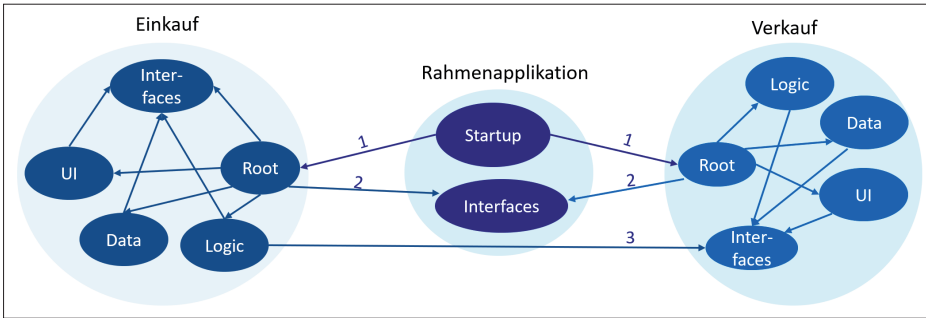 Einkauf
Inter-
faces
UI
Root
Data
Logic
Rahmenapplikation
Startup
Interfaces
1
2
1
2
3
Verkauf
Logic
Data
Root
UI
Inter-
faces